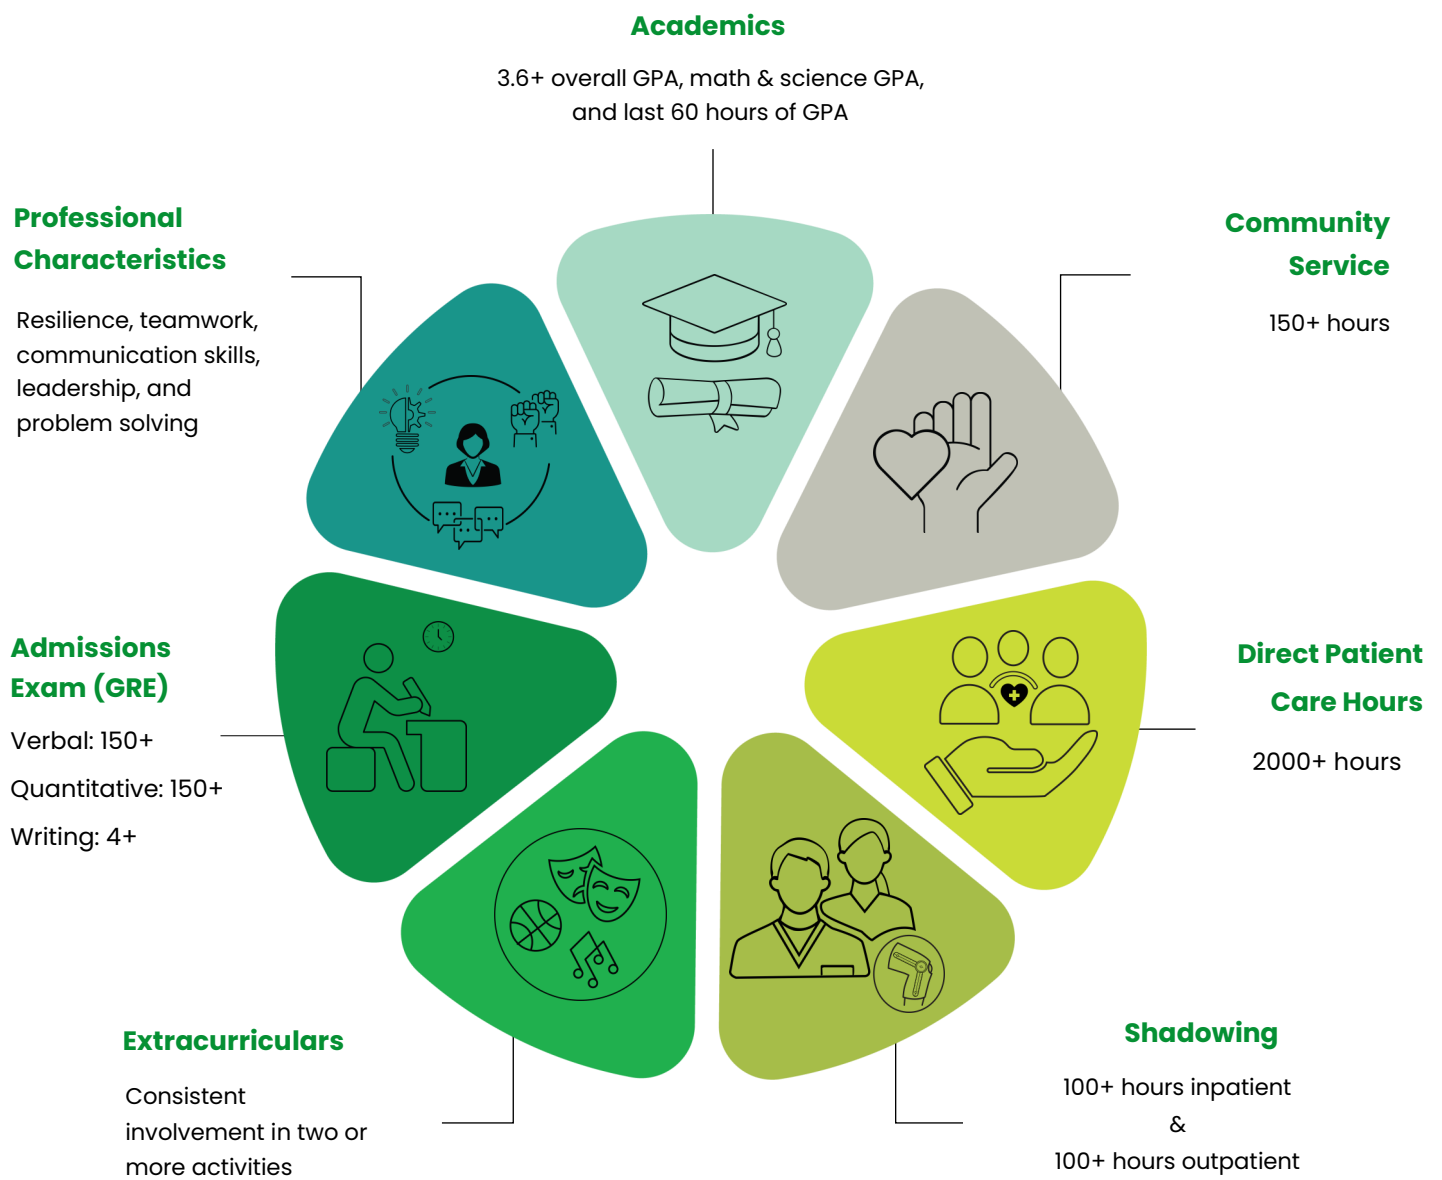 Academics
3.6+ overall GPA, math & science GPA,
and last 60 hours of GPA
Professional
Characteristics
Resilience, teamwork,
communication skills,
leadership, and
problem solving
Community
Service
150+ hours
Admissions
Exam (GRE)
Verbal: 150+
Quantitative: 150+
Writing: 4+
Direct Patient
Care Hours
2000+ hours
Extracurriculars
Consistent
involvement in two or
more activities
Shadowing
100+ hours inpatient
&
100+ hours outpatient